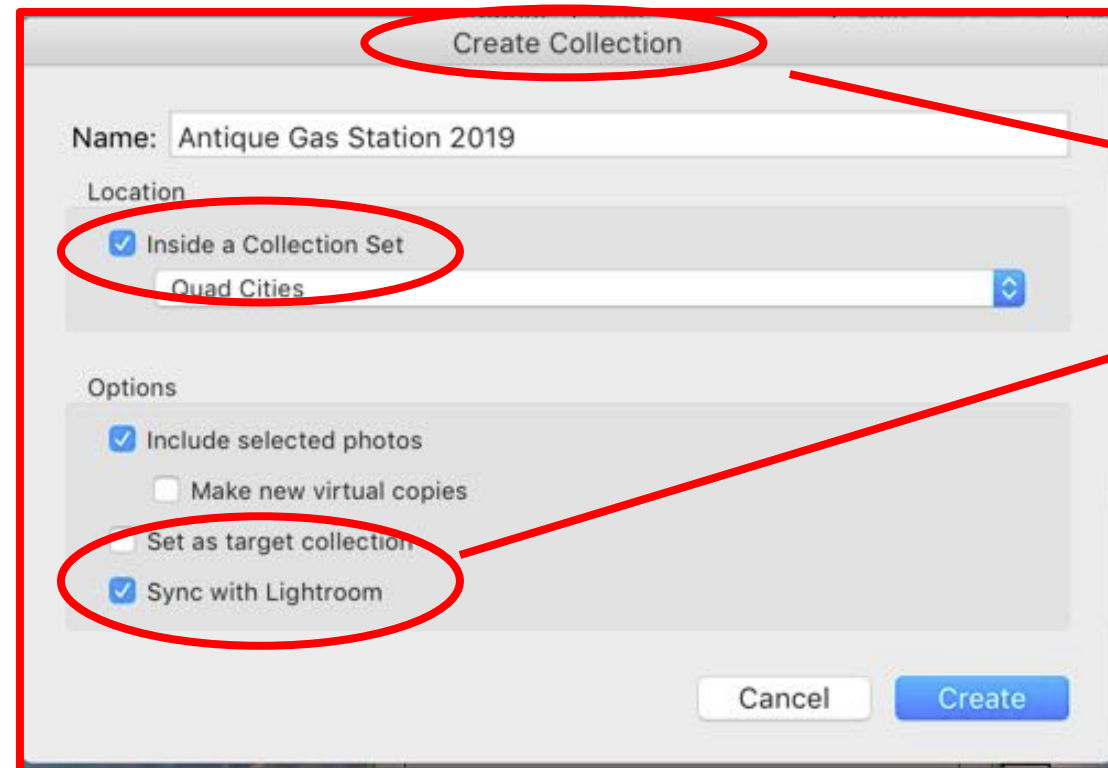 Create Collection
Name: Antique Gas Station 2019
Location
Inside a Collection Set
Quad Cities
Options
Include selected photos
Make new virtual copies
Set as target collection
Sync with Lightroom
Cancel Create